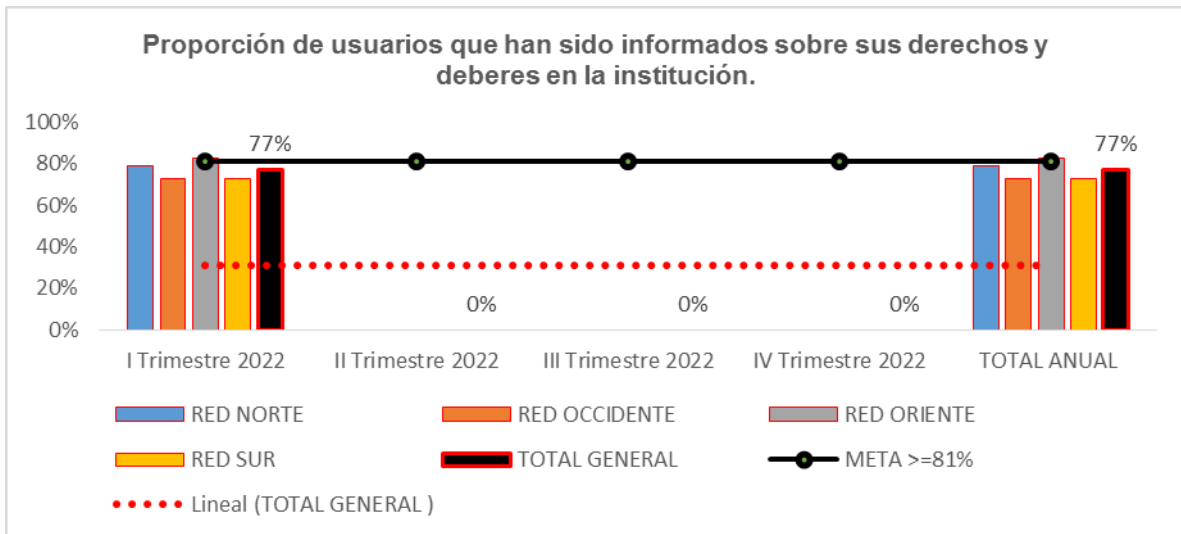 Proporción de usuarios que han sido informados sobre sus derechos y
deberes en la institución.
100%
80%
60%
40%
20%
0%
77%
0%
0%
0%
77%
I Trimestre 2022
II Trimestre 2022
III Trimestre 2022
IV Trimestre 2022
TOTAL ANUAL
RED NORTE
RED OCCIDENTE
RED ORIENTE
RED SUR
TOTAL GENERAL
META >=81%
Lineal (TOTAL GENERAL )